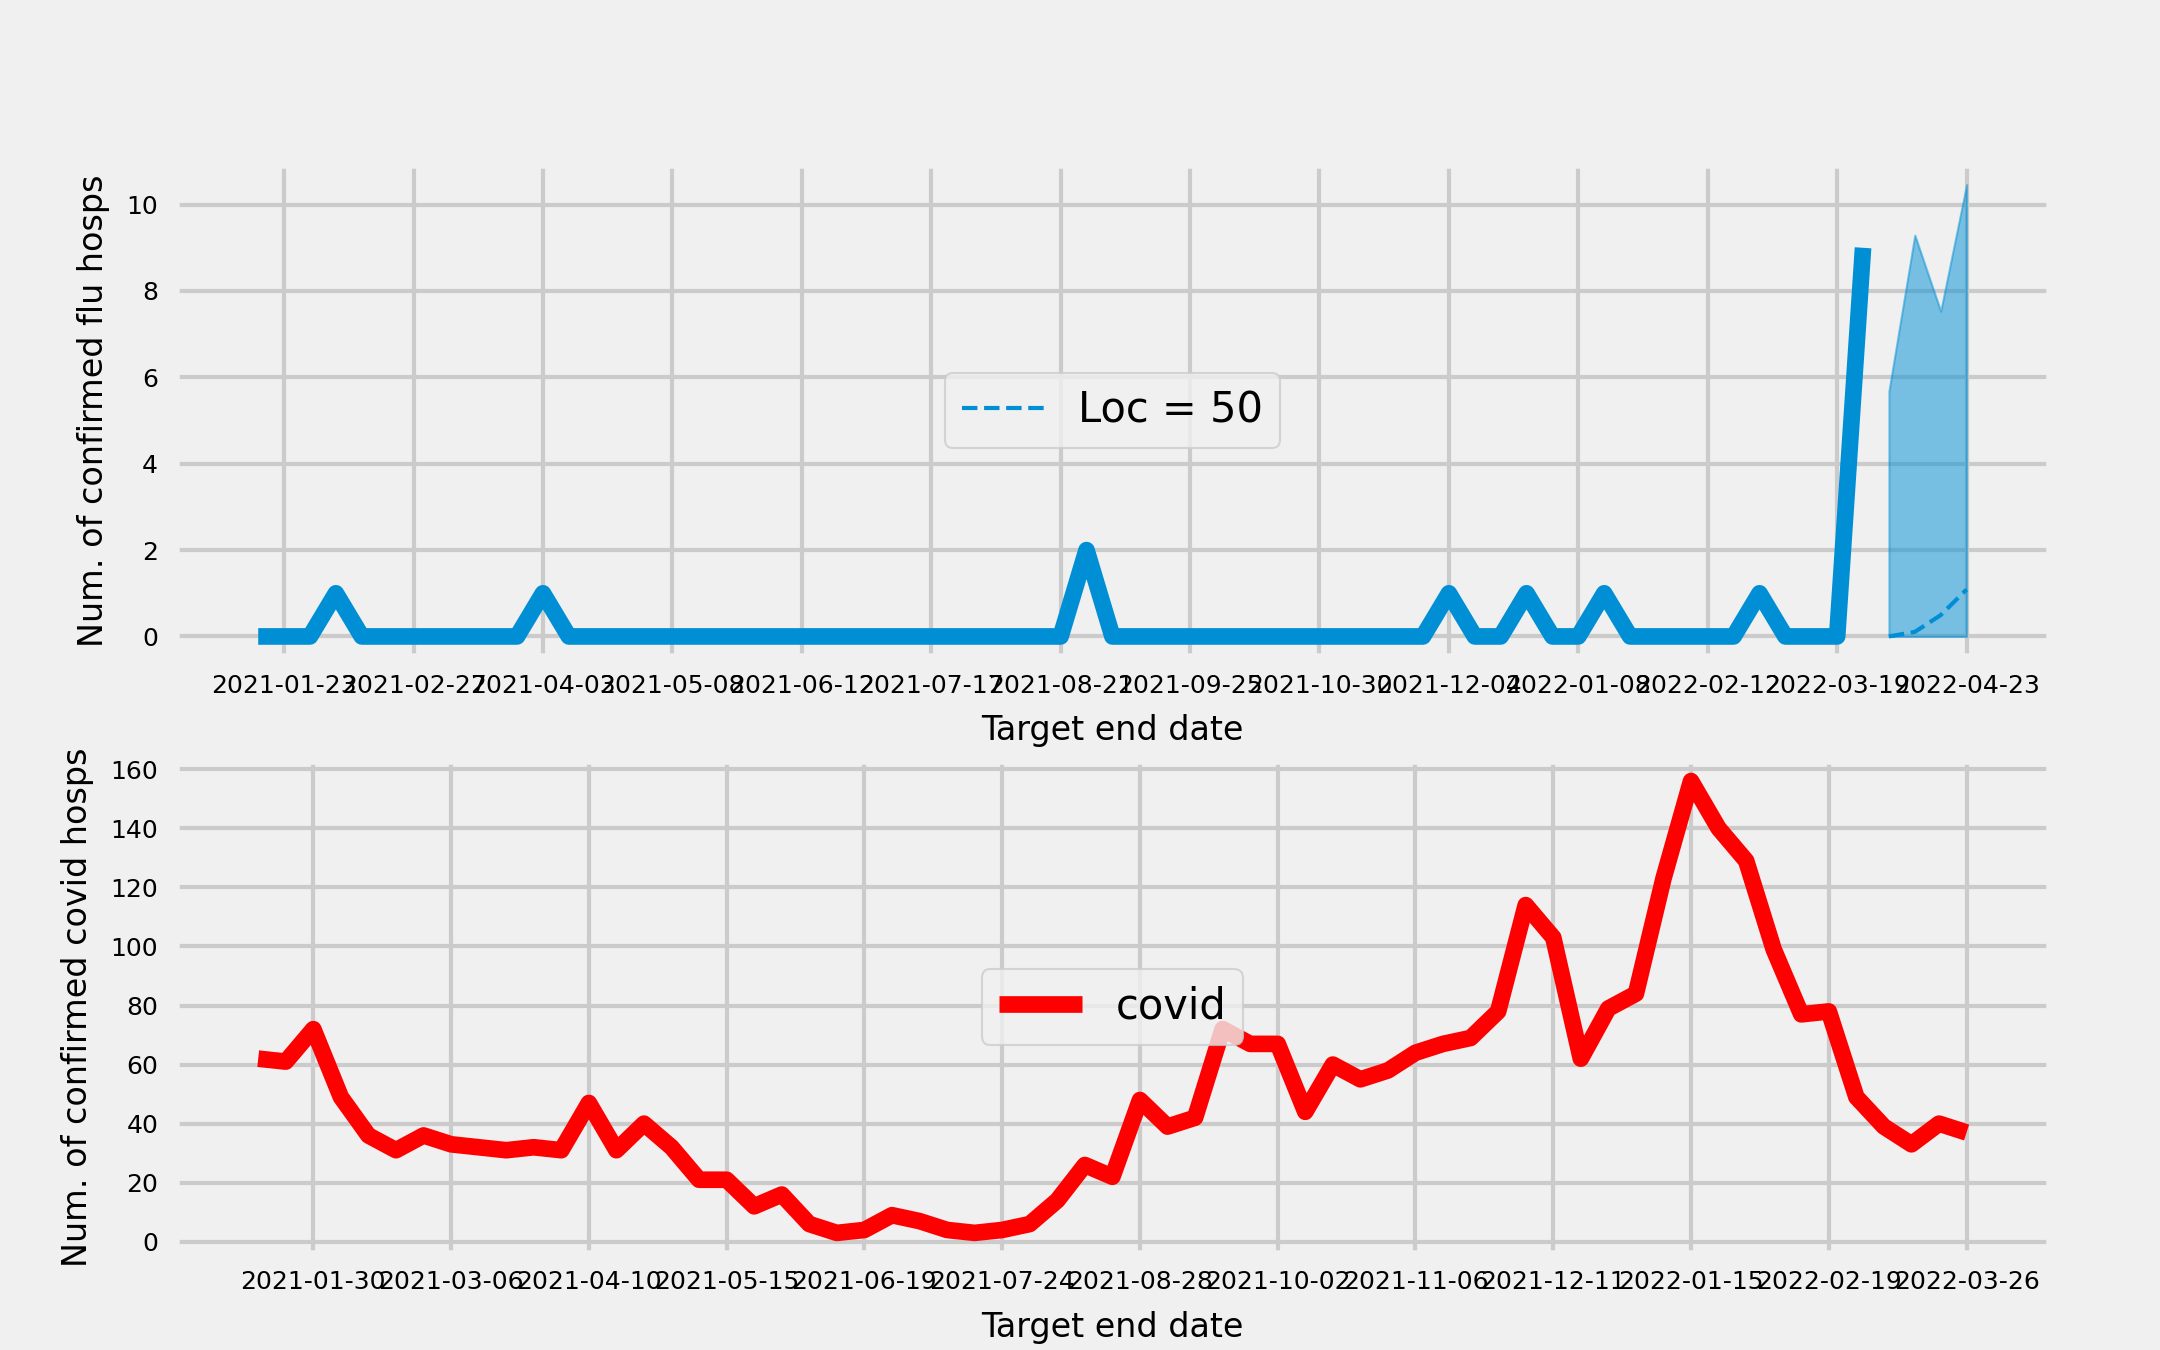 Num. of confirmed flu hosps
10
8
6
4
2
0
Loc = 50
2021-01-23 2021-02-27 2021-04-03 2021-05-08 2021-06-12 2021-07-17 2021-08-21 2021-09-25 2021-10-30 2021-12-04 2022-01-08 2022-02-12 2022-03-19 2022-04-23
Target end date
Num. of confirmed covid hosps
160
140
120
100
80
60
40
20
0
covid
2021-01-30 2021-03-06 2021-04-10 2021-05-15 2021-06-19 2021-07-24 2021-08-28 2021-10-02 2021-11-06 2021-12-11 2022-01-15 2022-02-19 2022-03-26
Target end date